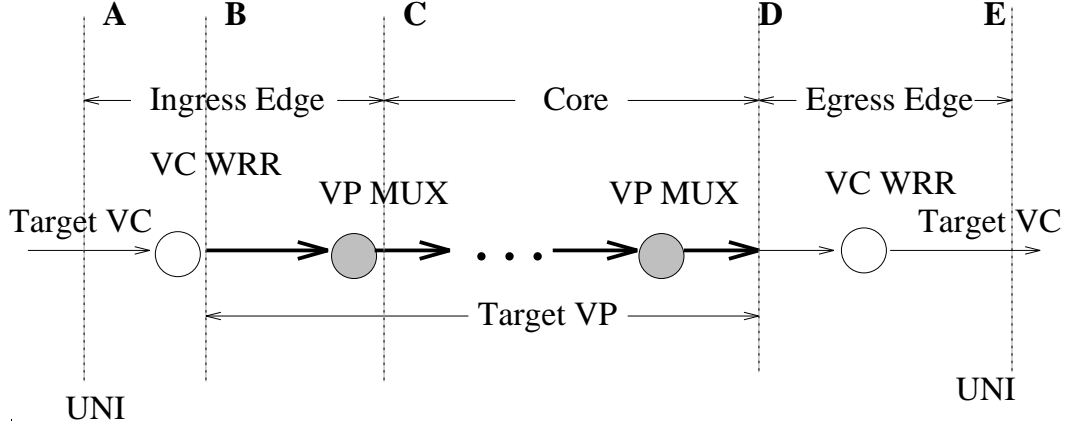 A B C D E
Ingress Edge Core Egress Edge
VC WRR
VP MUX VP MUX VC WRR
Target VC Target VC
. . .
Target VP
UNI UNI